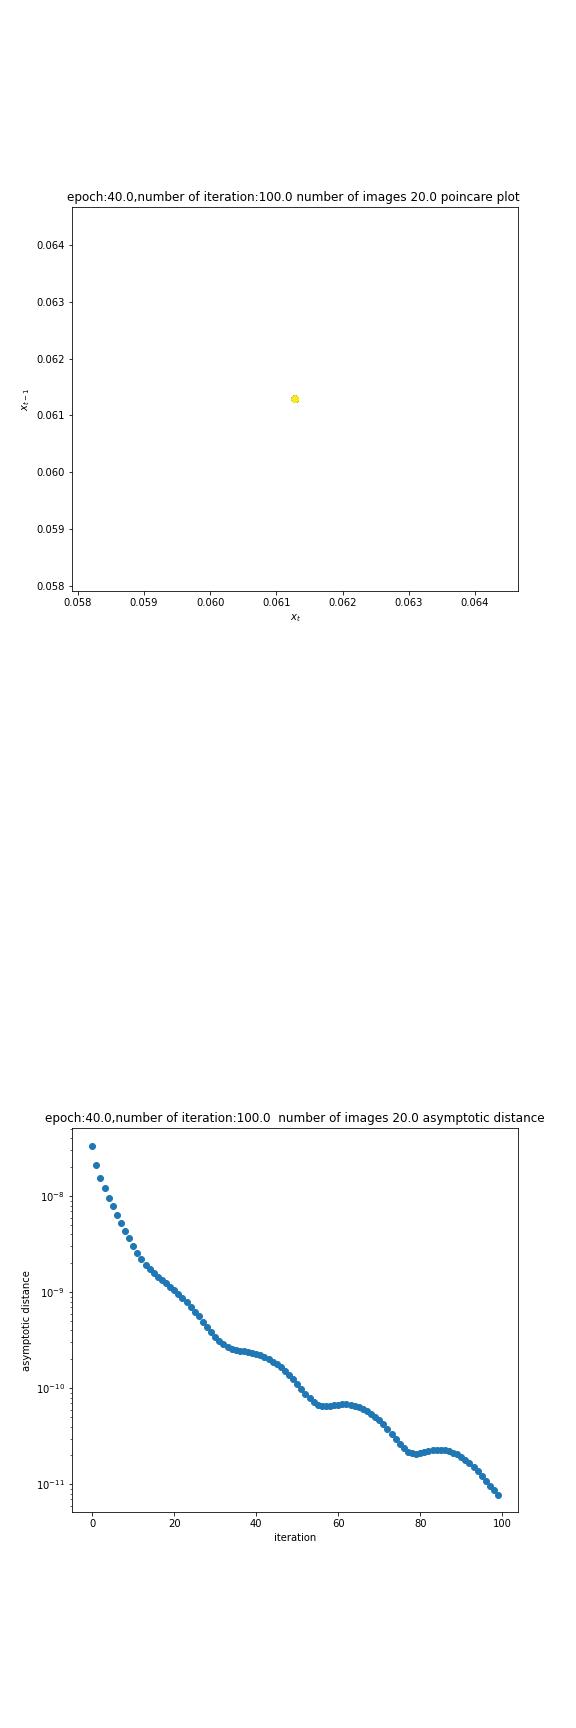 epoch:40.0,number of iteration:100.0 number of images 20.0 poincare plot
0.064
0.063
0.062
0.061
0.060
0.059
0.058
x_{t-1}
0.058 0.059 0.060 0.061 0.062 0.063 0.064
x_t
epoch:40.0,number of iteration:100.0  number of images 20.0 asymptotic distance
10⁻⁸
10⁻⁹
10⁻¹⁰
10⁻¹¹
asymptotic distance
0 20 40 60 80 100
iteration